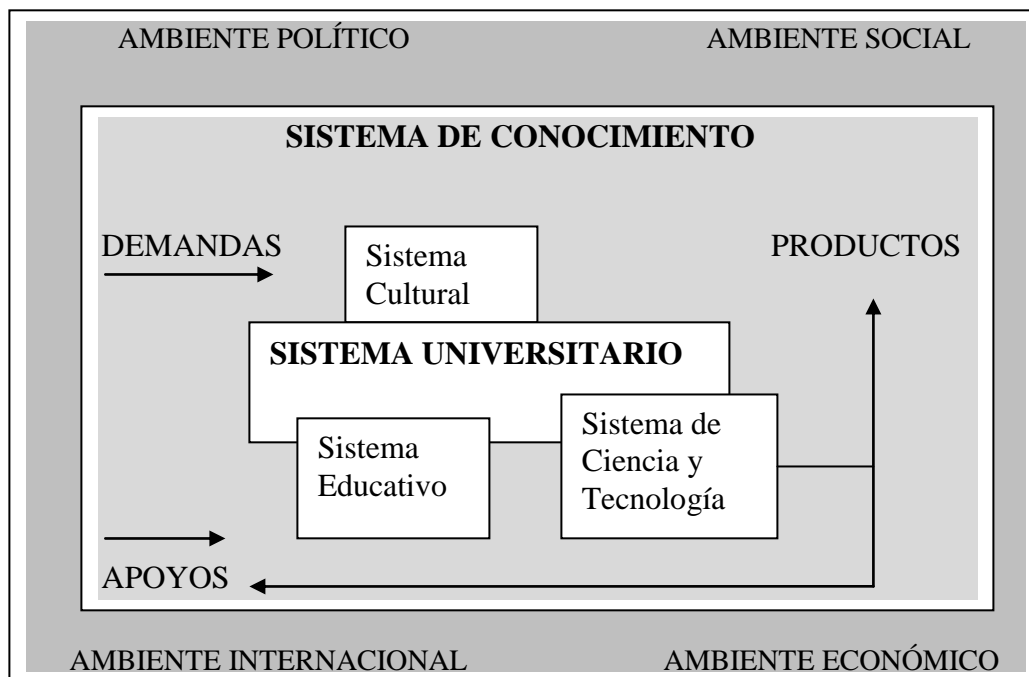 AMBIENTE POLÍTICO
AMBIENTE SOCIAL
SISTEMA DE CONOCIMIENTO
DEMANDAS
PRODUCTOS
Sistema
Cultural
SISTEMA UNIVERSITARIO
Sistema
Educativo
Sistema de
Ciencia y
Tecnología
APOYOS
AMBIENTE INTERNACIONAL
AMBIENTE ECONÓMICO